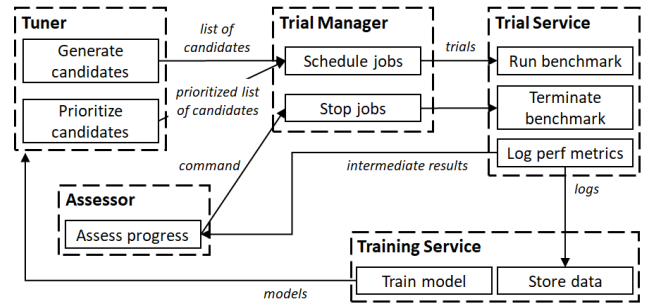 Tuner
Generate
candidates
Prioritize
candidates
list of
candidates
prioritized list
of candidates
Trial Manager
Schedule jobs
Stop jobs
trials
Trial Service
Run benchmark
Terminate
benchmark
Log perf metrics
command
intermediate results
logs
Assessor
Assess progress
Training Service
Train model
Store data
models